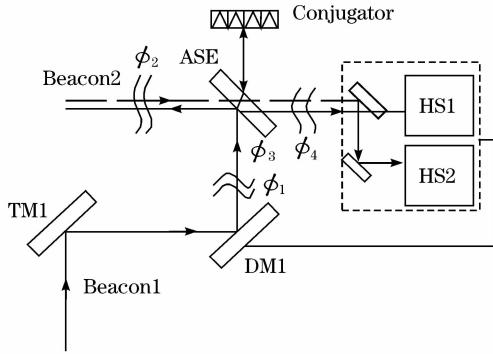 Conjugator
ASE
ϕ2
Beacon2
HS1
ϕ3
ϕ4
ϕ1
HS2
TM1
DM1
Beacon1